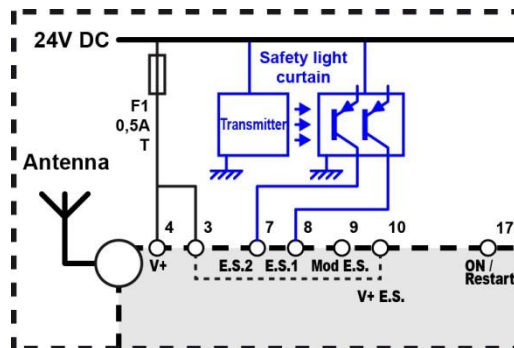 24V DC
Safety light
curtain
F1
0,5A
T
Transmitter
Antenna
4 3 7 8 9 10 17
V+ E.S.2 E.S.1 Mod E.S. ON /
Restart
V+ E.S.